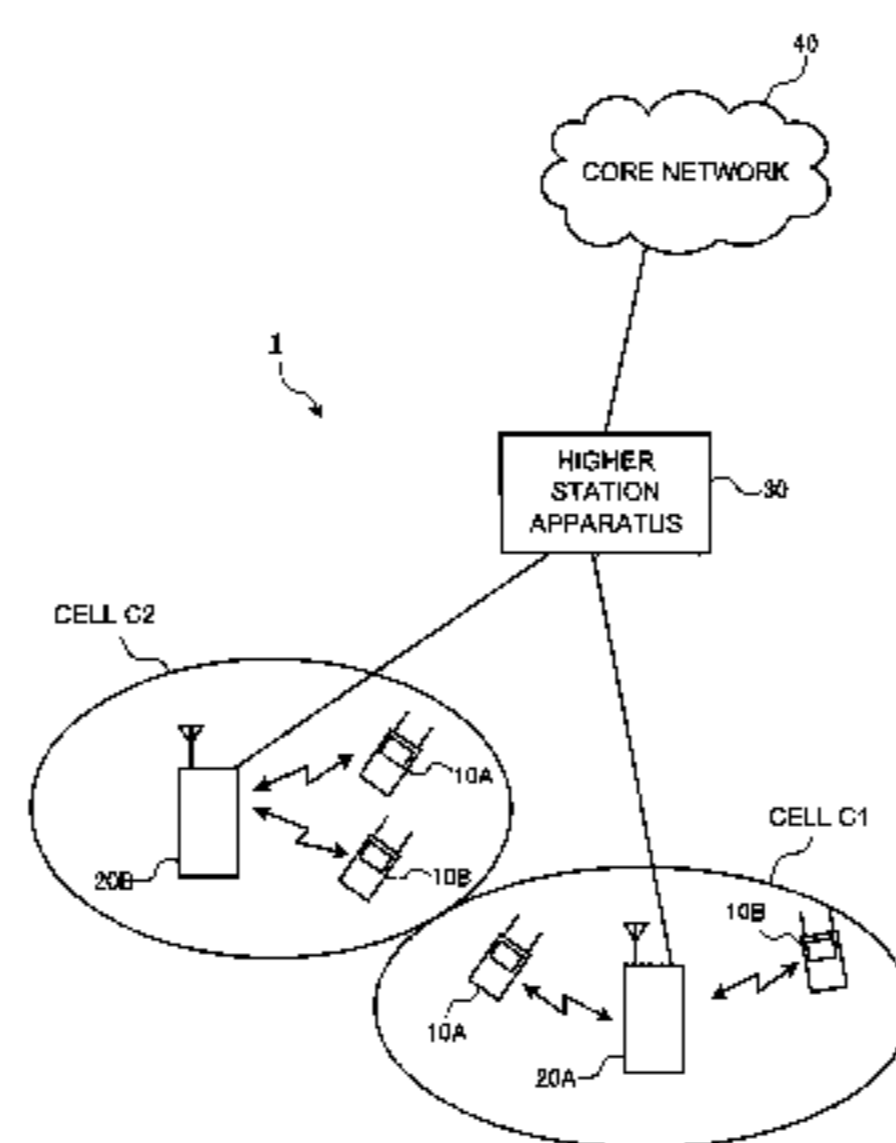 40
CORE NETWORK
1
HIGHER
STATION
APPARATUS
30
CELL C2
10A
CELL C1
20B
10B
10B
10A
20A